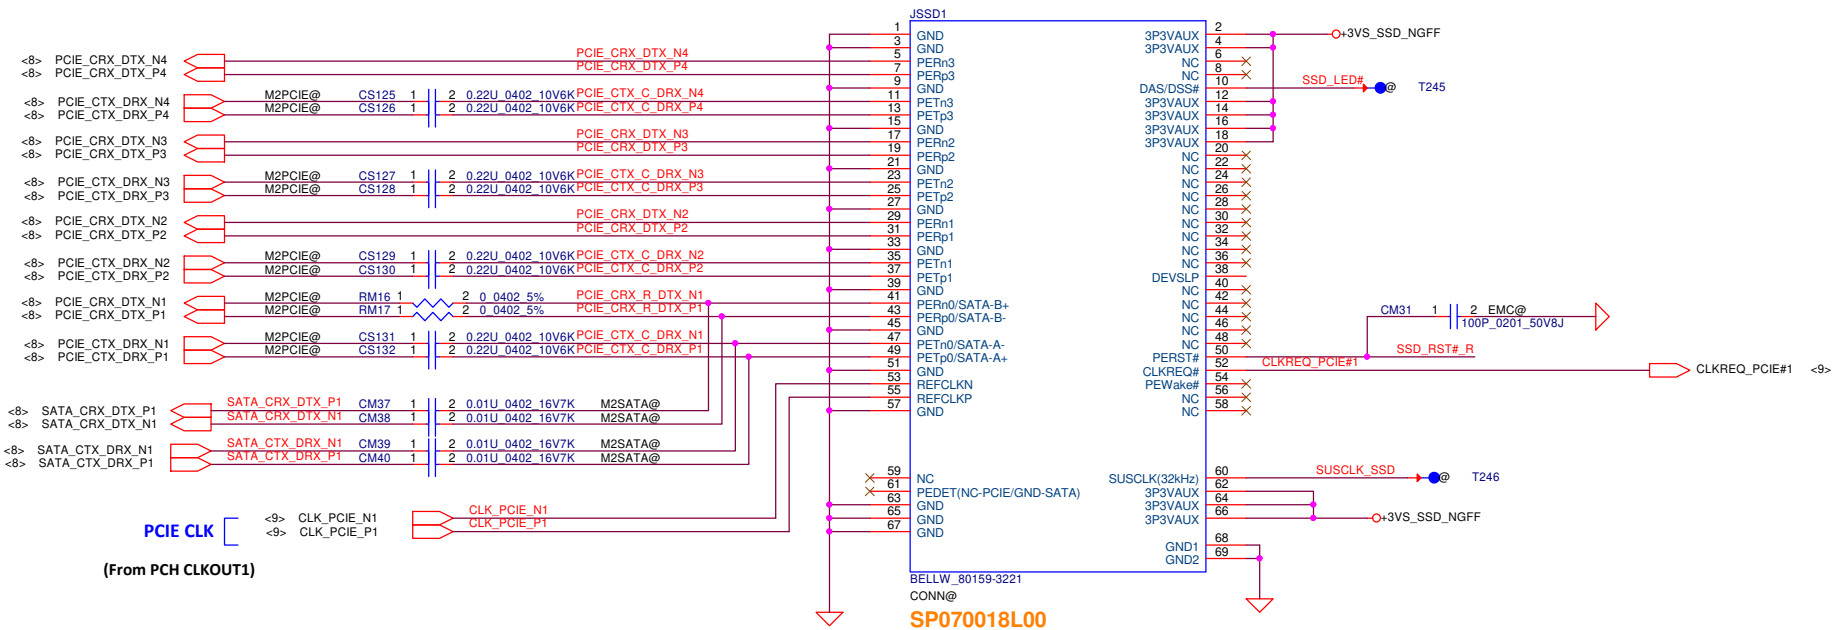 JSSD1
<8> PCIE_CRX_DTX_N4 PCIE_CRX_DTX_N4
<8> PCIE_CRX_DTX_P4 PCIE_CRX_DTX_P4
<8> PCIE_CTX_DRX_N4 M2PCIE@ CS125 1 2 0.22U_0402_10V6K PCIE_CTX_C_DRX_N4
<8> PCIE_CTX_DRX_P4 M2PCIE@ CS126 1 2 0.22U_0402_10V6K PCIE_CTX_C_DRX_P4
<8> PCIE_CRX_DTX_N3 PCIE_CRX_DTX_N3
<8> PCIE_CRX_DTX_P3 PCIE_CRX_DTX_P3
<8> PCIE_CTX_DRX_N3 M2PCIE@ CS127 1 2 0.22U_0402_10V6K PCIE_CTX_C_DRX_N3
<8> PCIE_CTX_DRX_P3 M2PCIE@ CS128 1 2 0.22U_0402_10V6K PCIE_CTX_C_DRX_P3
<8> PCIE_CRX_DTX_N2 PCIE_CRX_DTX_N2
<8> PCIE_CRX_DTX_P2 PCIE_CRX_DTX_P2
<8> PCIE_CTX_DRX_N2 M2PCIE@ CS129 1 2 0.22U_0402_10V6K PCIE_CTX_C_DRX_N2
<8> PCIE_CTX_DRX_P2 M2PCIE@ CS130 1 2 0.22U_0402_10V6K PCIE_CTX_C_DRX_P2
<8> PCIE_CRX_DTX_N1 M2PCIE@ RM16 1 2 0_0402_5% PCIE_CRX_R_DTX_N1
<8> PCIE_CRX_DTX_P1 M2PCIE@ RM17 1 2 0_0402_5% PCIE_CRX_R_DTX_P1
<8> PCIE_CTX_DRX_N1 M2PCIE@ CS131 1 2 0.22U_0402_10V6K PCIE_CTX_C_DRX_N1
<8> PCIE_CTX_DRX_P1 M2PCIE@ CS132 1 2 0.22U_0402_10V6K PCIE_CTX_C_DRX_P1
<8> SATA_CRX_DTX_P1 SATA_CRX_DTX_P1 CM37 1 2 0.01U_0402_16V7K M2SATA@
<8> SATA_CRX_DTX_N1 SATA_CRX_DTX_N1 CM38 1 2 0.01U_0402_16V7K M2SATA@
<8> SATA_CTX_DRX_N1 SATA_CTX_DRX_N1 CM39 1 2 0.01U_0402_16V7K M2SATA@
<8> SATA_CTX_DRX_P1 SATA_CTX_DRX_P1 CM40 1 2 0.01U_0402_16V7K M2SATA@
PCIE CLK
<9> CLK_PCIE_N1 CLK_PCIE_N1
<9> CLK_PCIE_P1 CLK_PCIE_P1
(From PCH CLKOUT1)
1 GND
3 GND
5 PERn3
7 PERp3
9 GND
11 PETn3
13 PETp3
15 GND
17 PERn2
19 PERp2
21 GND
23 PETn2
25 PETp2
27 GND
29 PERn1
31 PERp1
33 GND
35 PETn1
37 PETp1
39 GND
41 PERn0/SATA-B+
43 PERp0/SATA-B-
45 GND
47 PETn0/SATA-A-
49 PETp0/SATA-A+
51 GND
53 REFCLKN
55 REFCLKP
57 GND
59 NC
61 PEDET(NC-PCIE/GND-SATA)
63 GND
65 GND
67 GND
3P3VAUX 2 +3VS_SSD_NGFF
3P3VAUX 4
NC 6
NC 8
DAS/DSS# 10 SSD_LED# @ T245
3P3VAUX 12
3P3VAUX 14
3P3VAUX 16
3P3VAUX 18
NC 20
NC 22
NC 24
NC 26
NC 28
NC 30
NC 32
NC 34
NC 36
DEVSLP 38
NC 40
NC 42
NC 44
NC 46
NC 48
CM31 1 2 EMC@
100P_0201_50V8J
PERST# 50 SSD_RST#_R
CLKREQ# 52 CLKREQ_PCIE#1 CLKREQ_PCIE#1 <9>
PEWake# 54
NC 56
NC 58
SUSCLK(32kHz) 60 SUSCLK_SSD @ T246
3P3VAUX 62
3P3VAUX 64
3P3VAUX 66 +3VS_SSD_NGFF
GND1 68
GND2 69
BELLW_80159-3221
CONN@
SP070018L00